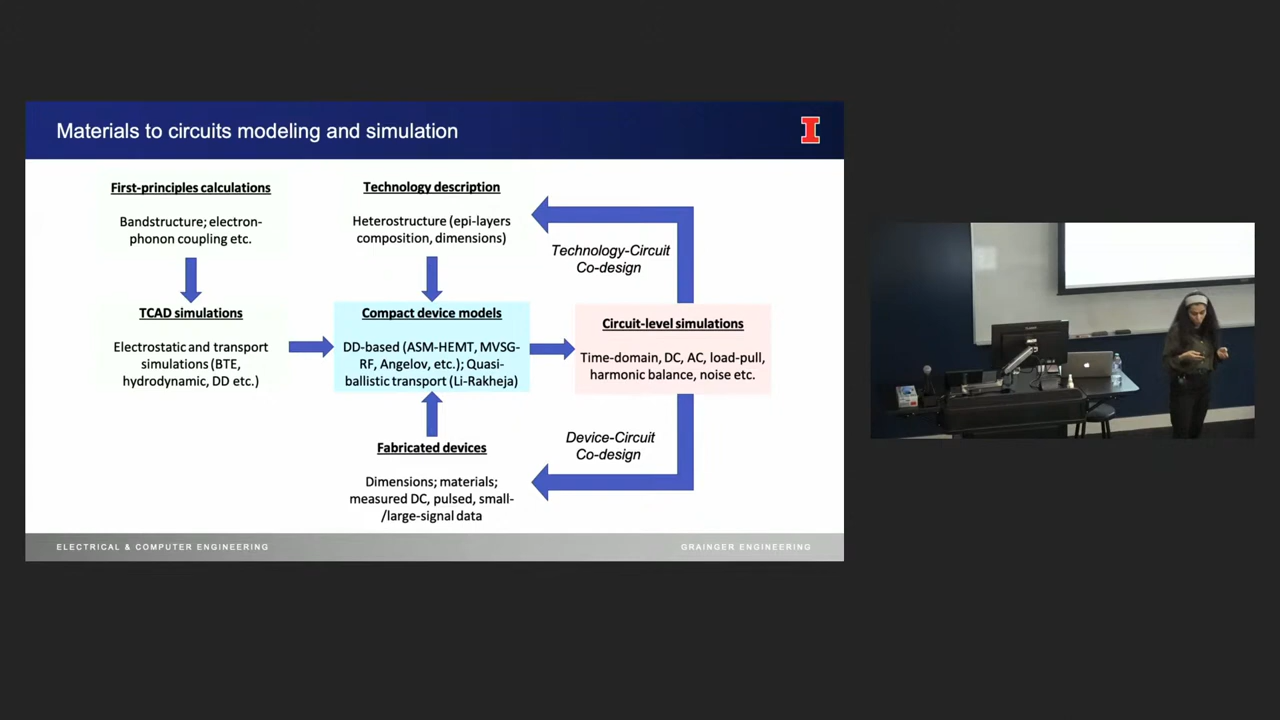 Materials to circuits modeling and simulation
First-principles calculations
Bandstructure; electron-
phonon coupling etc.
TCAD simulations
Electrostatic and transport
simulations (BTE,
hydrodynamic, DD etc.)
Technology description
Heterostructure (epi-layers
composition, dimensions)
Compact device models
DD-based (ASM-HEMT, MVSG-
RF, Angelov, etc.); Quasi-
ballistic transport (Li-Rakheja)
Fabricated devices
Dimensions; materials;
measured DC, pulsed, small-
/large-signal data
Technology-Circuit
Co-design
Circuit-level simulations
Time-domain, DC, AC, load-pull,
harmonic balance, noise etc.
Device-Circuit
Co-design
ELECTRICAL & COMPUTER ENGINEERING
GRAINGER ENGINEERING